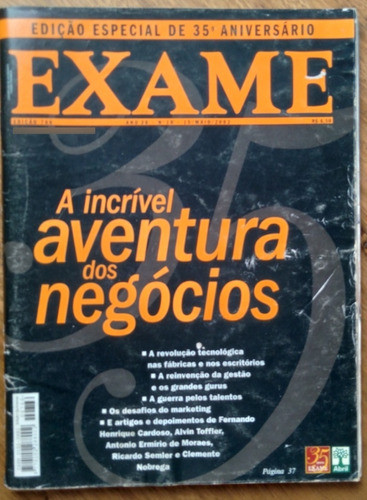 EDIÇÃO ESPECIAL DE 35º ANIVERSÁRIO
EXAME
EDIÇÃO
A incrível
aventura
dos
negócios
■ A revolução tecnológica
nas fábricas e nos escritórios
■ A reinvenção da gestão
e os grandes gurus
■ A guerra pelos talentos
■ Os desafios do marketing
■ E artigos e depoimentos de Fernando
Henrique Cardoso, Alvin Toffler,
Antonio Ermírio de Moraes,
Ricardo Semler e Clemente
Nobrega
Página 37
35
EXAME
Abril